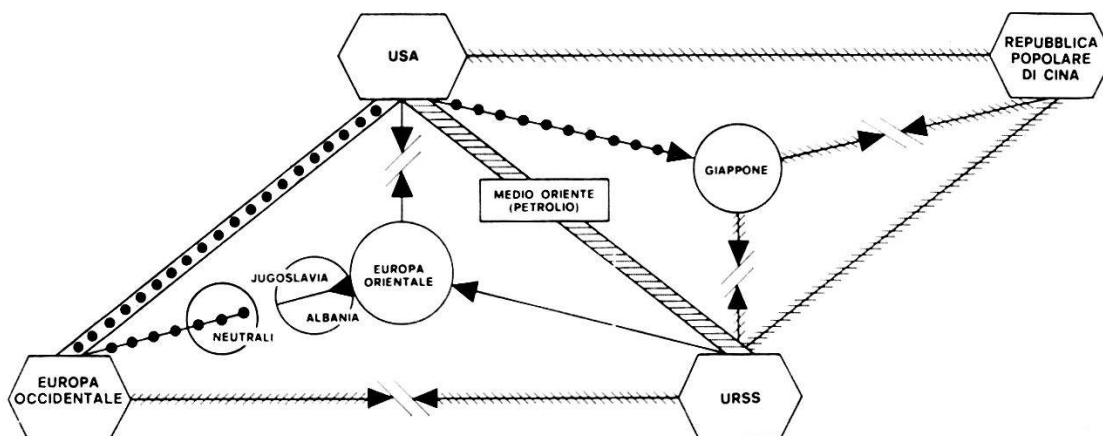 USA
REPUBBLICA
POPOLARE
DI CINA
GIAPPONE
MEDIO ORIENTE
(PETROLIO)
EUROPA
ORIENTALE
JUGOSLAVIA
ALBANIA
NEUTRALI
EUROPA
OCCIDENTALE
URSS